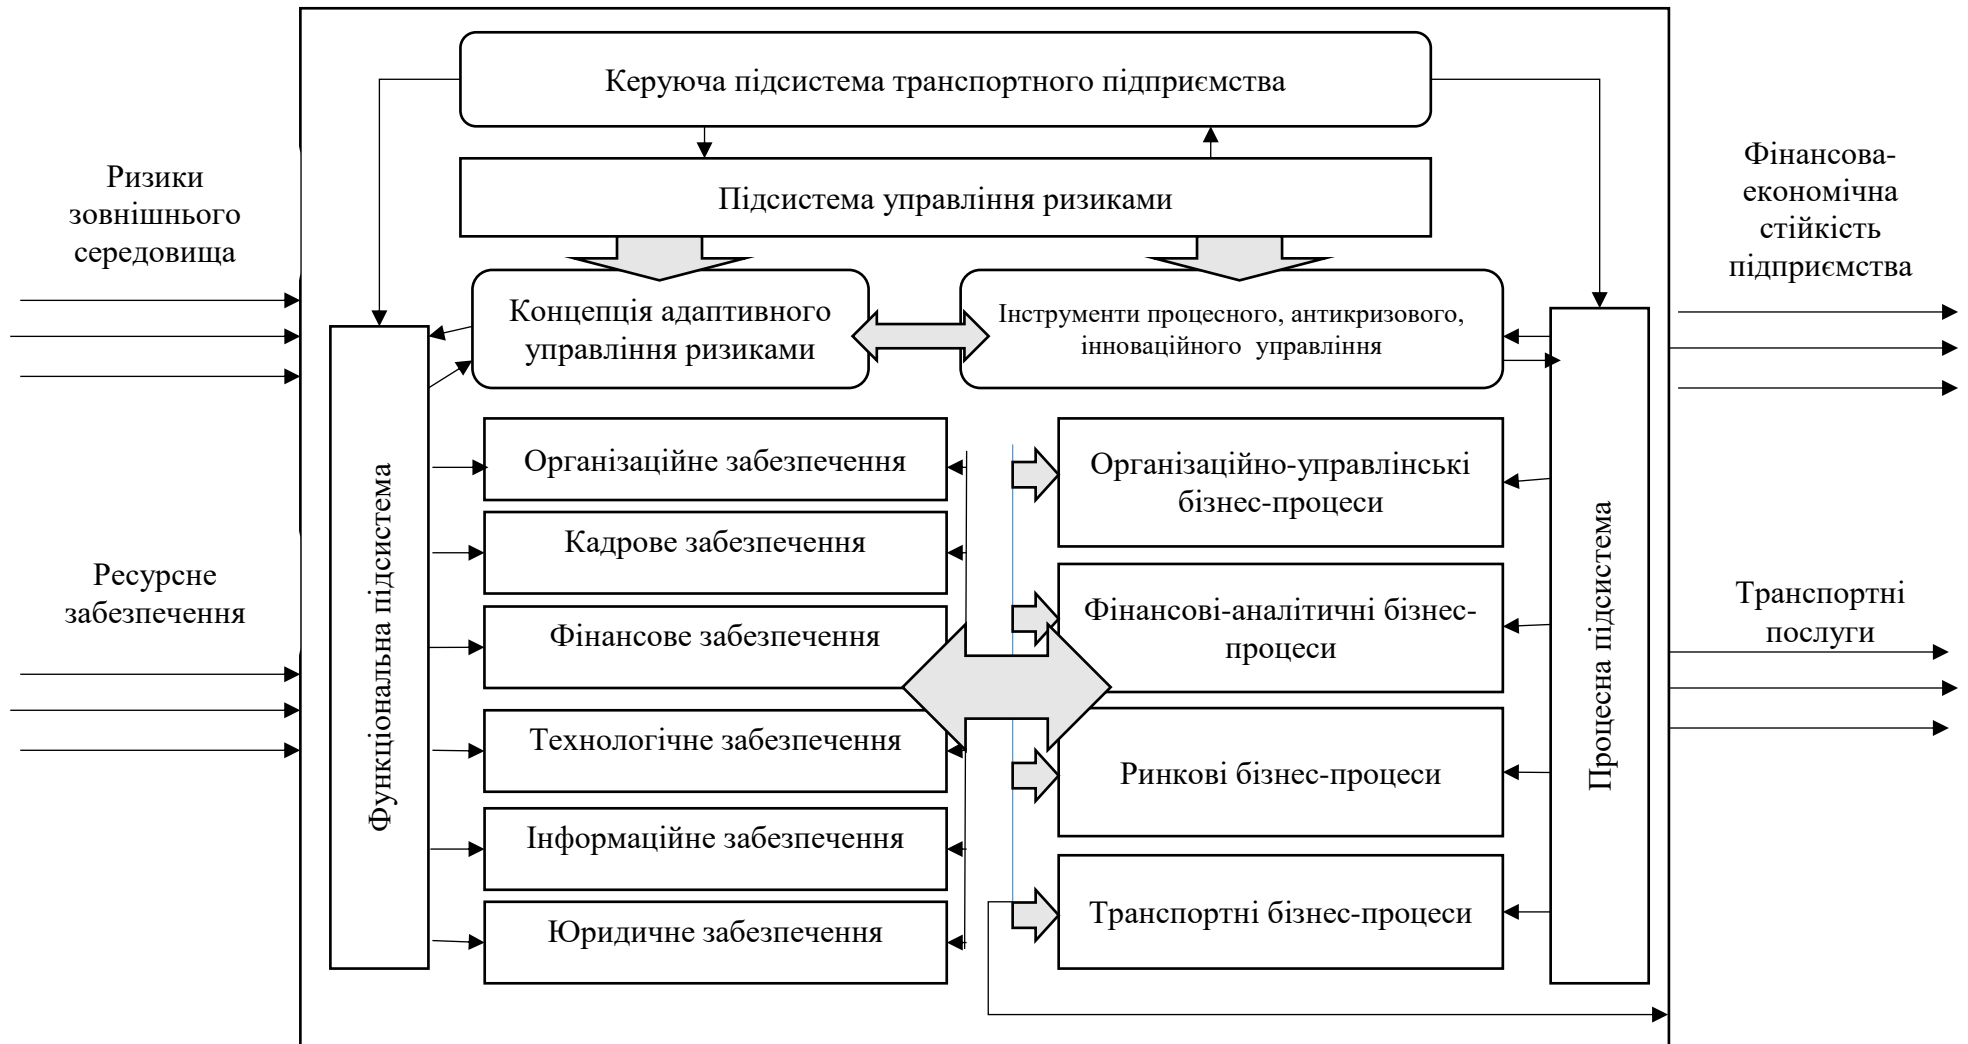 Керуюча підсистема транспортного підприємства
Ризики
зовнішнього
середовища
Підсистема управління ризиками
Фінансова-
економічна
стійкість
підприємства
Концепція адаптивного
управління ризиками
Інструменти процесного, антикризового,
інноваційного управління
Функціональна підсистема
Організаційне забезпечення
Кадрове забезпечення
Фінансове забезпечення
Технологічне забезпечення
Інформаційне забезпечення
Юридичне забезпечення
Організаційно-управлінські
бізнес-процеси
Фінансові-аналітичні бізнес-
процеси
Ринкові бізнес-процеси
Транспортні бізнес-процеси
Процесна підсистема
Ресурсне
забезпечення
Транспортні
послуги